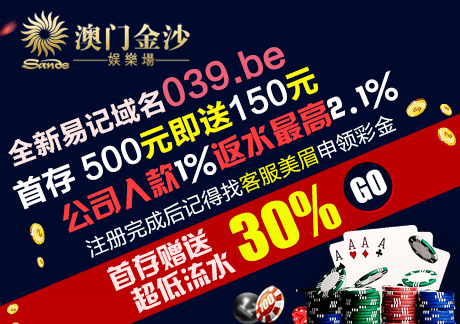 澳门金沙
Sands
娱樂場
全新易记域名039.be
首存 500元即送150元
公司入款1%返水最高2.1%
注册完成后记得找客服美眉申领彩金
首存赠送
超低流水
30%
GO
A A A A